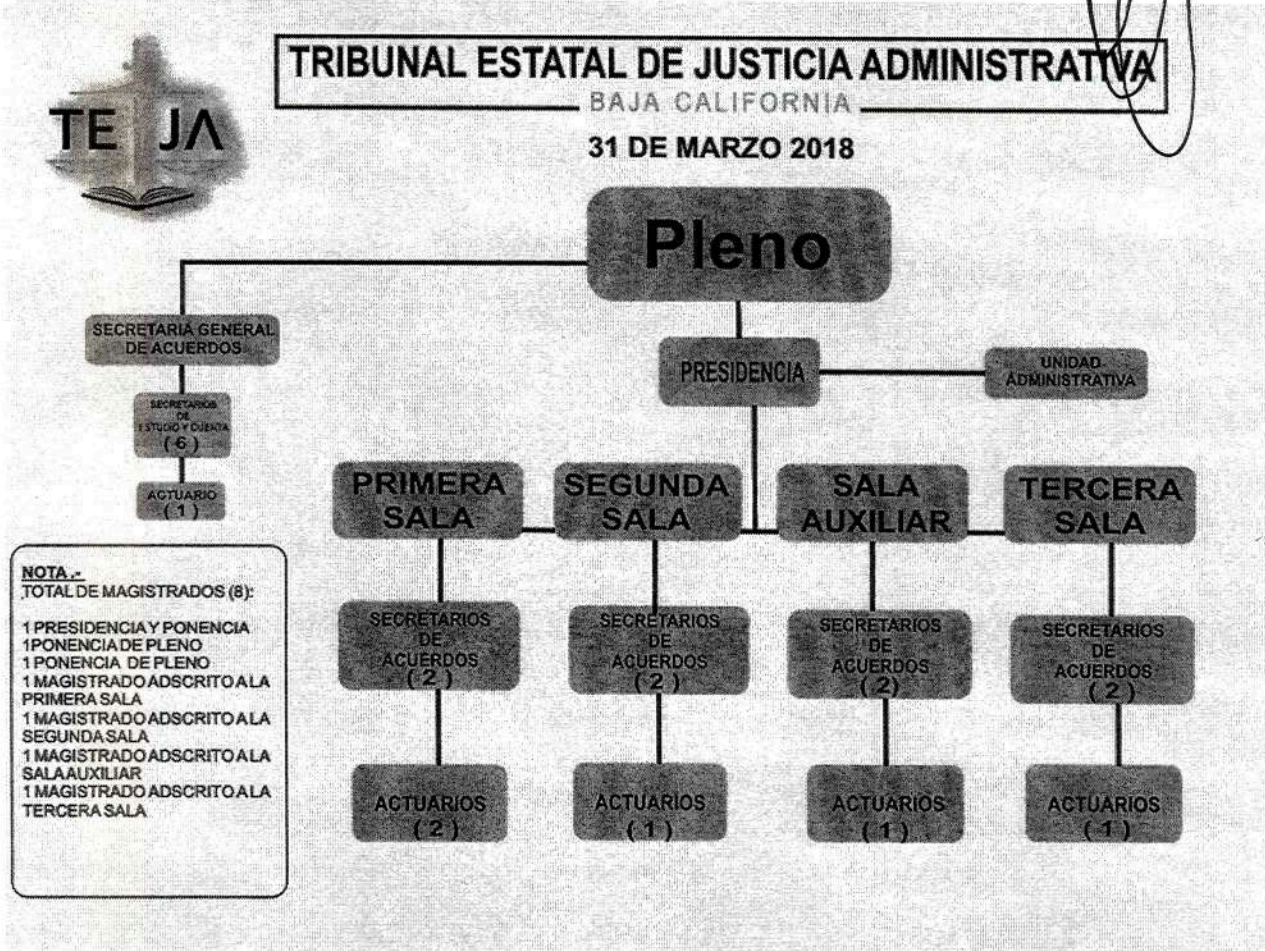 TE JA
TRIBUNAL ESTATAL DE JUSTICIA ADMINISTRATIVA
BAJA CALIFORNIA
31 DE MARZO 2018
Pleno
SECRETARIA GENERAL
DE ACUERDOS
PRESIDENCIA
UNIDAD
ADMINISTRATIVA
SECRETARIOS
DE
ESTUDIO Y CUENTA
( 6 )
ACTUARIO
( 1 )
PRIMERA
SALA
SEGUNDA
SALA
SALA
AUXILIAR
TERCERA
SALA
SECRETARIOS
DE
ACUERDOS
( 2 )
SECRETARIOS
DE
ACUERDOS
( 2 )
SECRETARIOS
DE
ACUERDOS
( 2)
SECRETARIOS
DE
ACUERDOS
( 2 )
ACTUARIOS
( 2 )
ACTUARIOS
( 1 )
ACTUARIOS
( 1 )
ACTUARIOS
( 1 )
NOTA .-
TOTAL DE MAGISTRADOS (8):
1 PRESIDENCIA Y PONENCIA
1PONENCIA DE PLENO
1 PONENCIA DE PLENO
1 MAGISTRADO ADSCRITO A LA
PRIMERA SALA
1 MAGISTRADO ADSCRITO A LA
SEGUNDA SALA
1 MAGISTRADO ADSCRITO A LA
SALA AUXILIAR
1 MAGISTRADO ADSCRITO A LA
TERCERA SALA